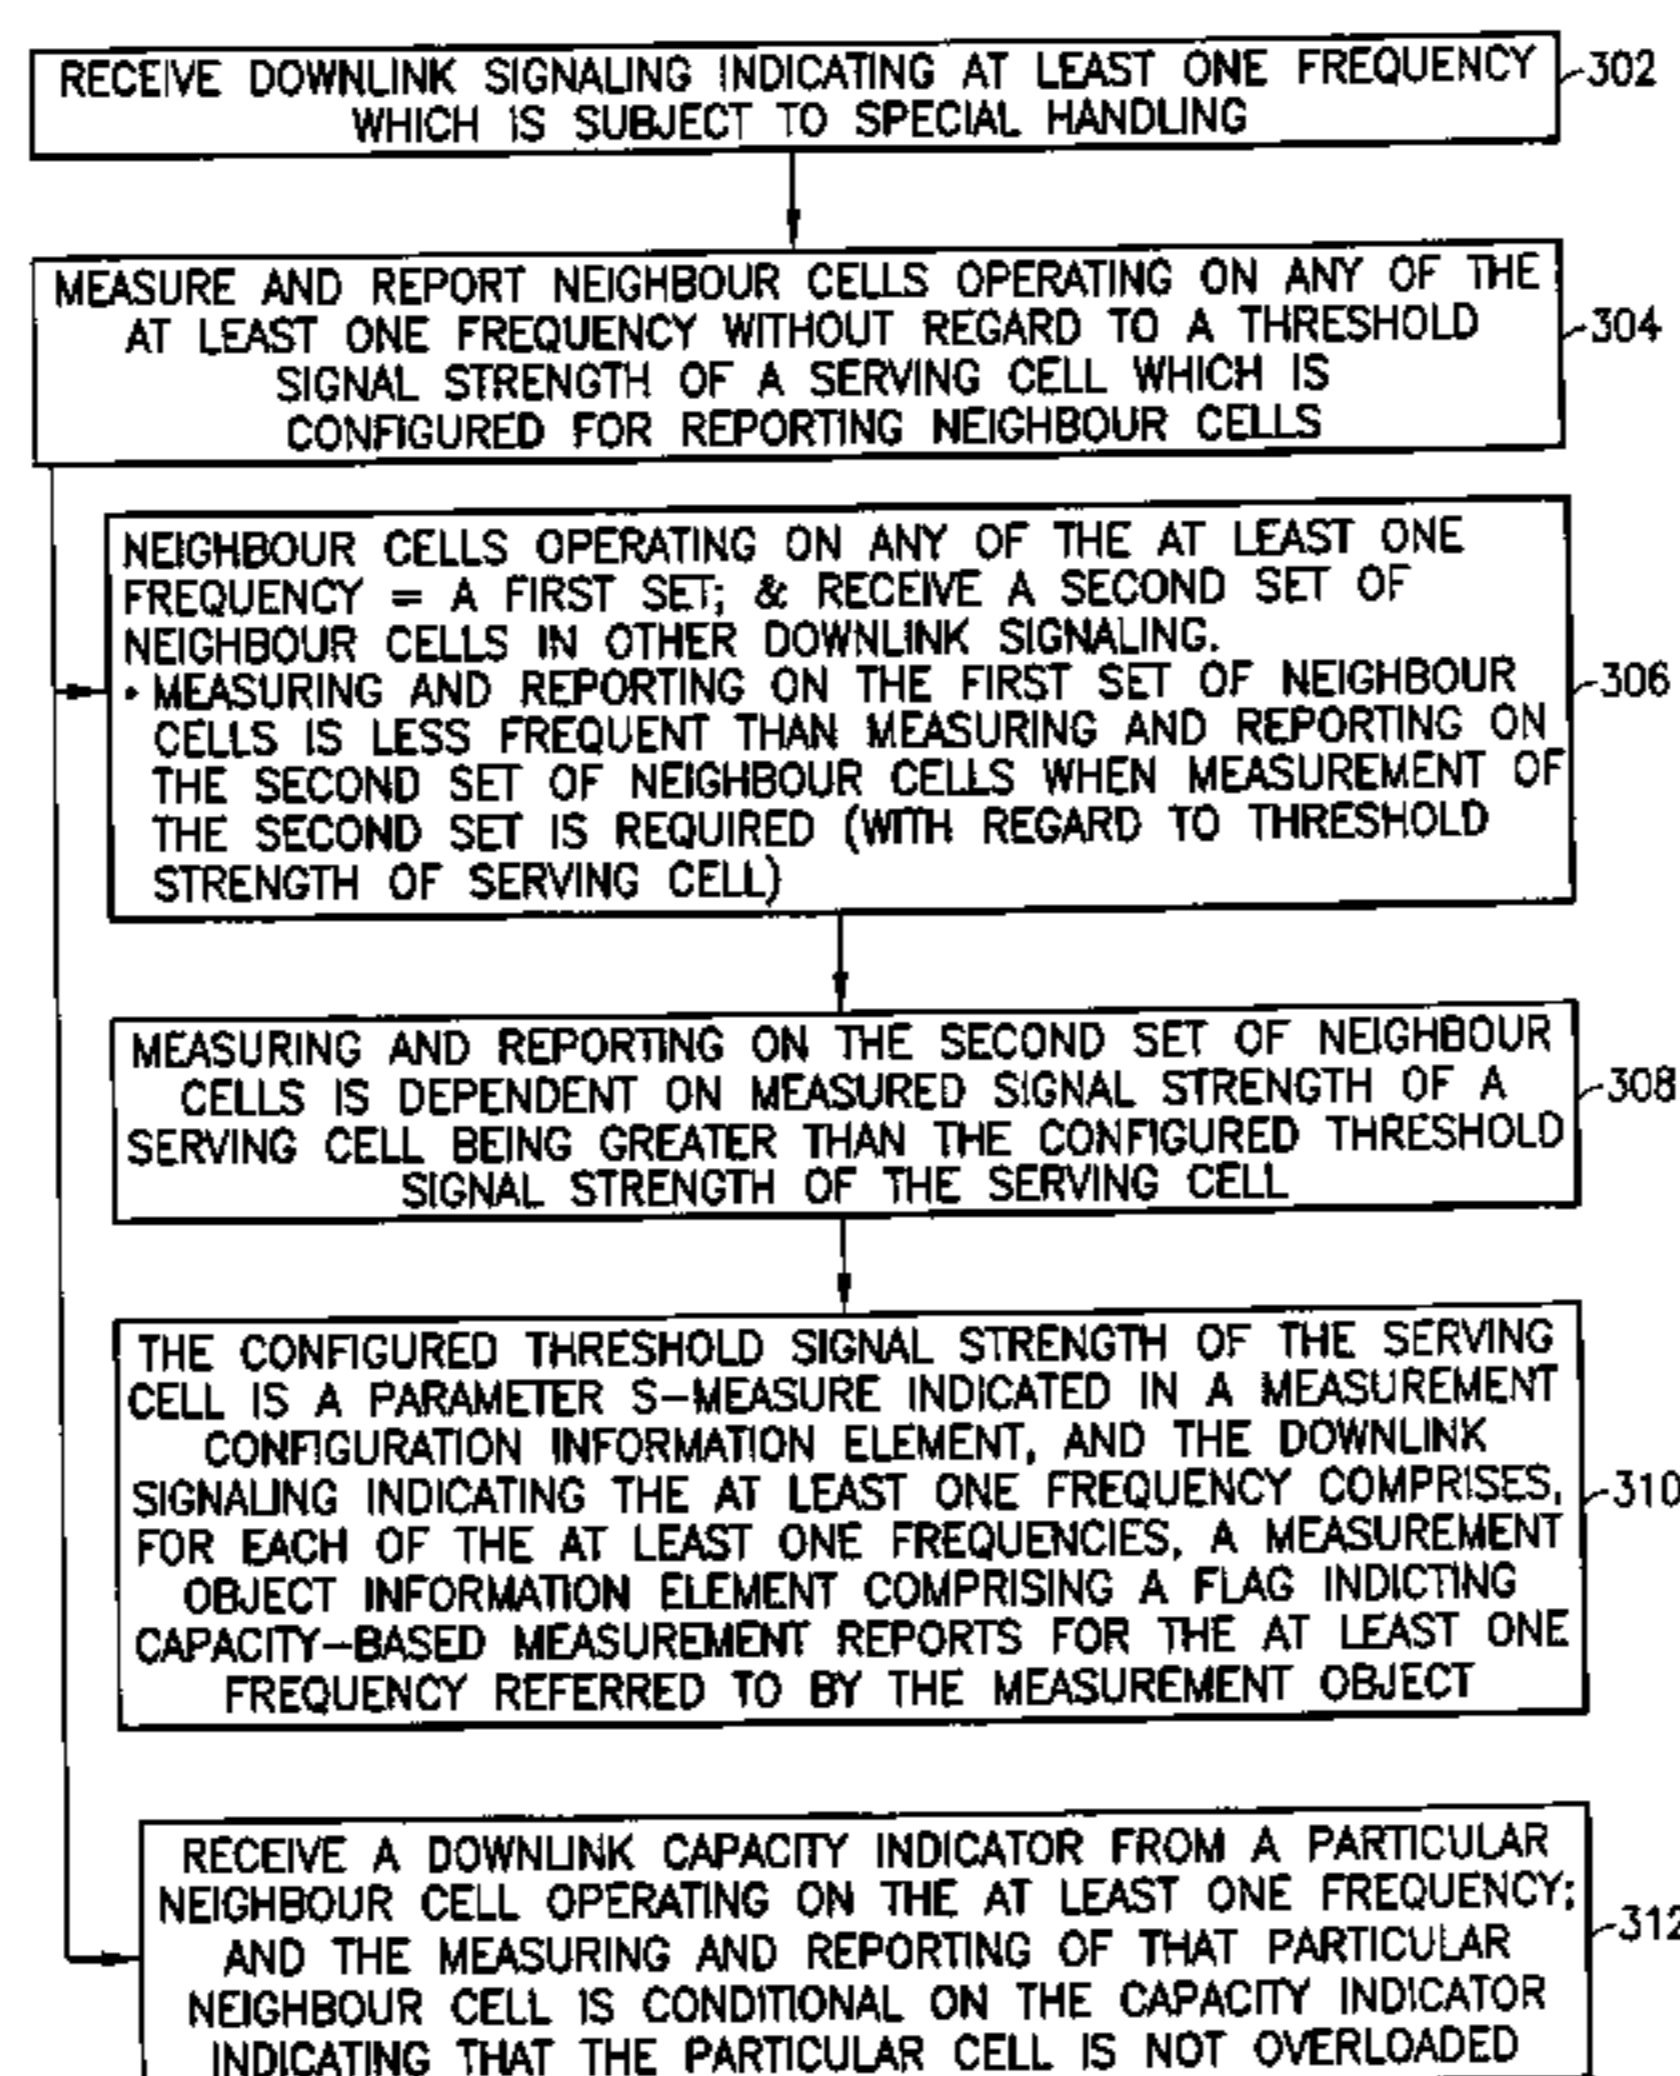 RECEIVE DOWNLINK SIGNALING INDICATING AT LEAST ONE FREQUENCY
WHICH IS SUBJECT TO SPECIAL HANDLING
302
MEASURE AND REPORT NEIGHBOUR CELLS OPERATING ON ANY OF THE
AT LEAST ONE FREQUENCY WITHOUT REGARD TO A THRESHOLD
SIGNAL STRENGTH OF A SERVING CELL WHICH IS
CONFIGURED FOR REPORTING NEIGHBOUR CELLS
304
NEIGHBOUR CELLS OPERATING ON ANY OF THE AT LEAST ONE
FREQUENCY = A FIRST SET; & RECEIVE A SECOND SET OF
NEIGHBOUR CELLS IN OTHER DOWNLINK SIGNALING.
• MEASURING AND REPORTING ON THE FIRST SET OF NEIGHBOUR
CELLS IS LESS FREQUENT THAN MEASURING AND REPORTING ON
THE SECOND SET OF NEIGHBOUR CELLS WHEN MEASUREMENT OF
THE SECOND SET IS REQUIRED (WITH REGARD TO THRESHOLD
STRENGTH OF SERVING CELL)
306
MEASURING AND REPORTING ON THE SECOND SET OF NEIGHBOUR
CELLS IS DEPENDENT ON MEASURED SIGNAL STRENGTH OF A
SERVING CELL BEING GREATER THAN THE CONFIGURED THRESHOLD
SIGNAL STRENGTH OF THE SERVING CELL
308
THE CONFIGURED THRESHOLD SIGNAL STRENGTH OF THE SERVING
CELL IS A PARAMETER S-MEASURE INDICATED IN A MEASUREMENT
CONFIGURATION INFORMATION ELEMENT, AND THE DOWNLINK
SIGNALING INDICATING THE AT LEAST ONE FREQUENCY COMPRISES,
FOR EACH OF THE AT LEAST ONE FREQUENCIES, A MEASUREMENT
OBJECT INFORMATION ELEMENT COMPRISING A FLAG INDICTING
CAPACITY-BASED MEASUREMENT REPORTS FOR THE AT LEAST ONE
FREQUENCY REFERRED TO BY THE MEASUREMENT OBJECT
310
RECEIVE A DOWNLINK CAPACITY INDICATOR FROM A PARTICULAR
NEIGHBOUR CELL OPERATING ON THE AT LEAST ONE FREQUENCY;
AND THE MEASURING AND REPORTING OF THAT PARTICULAR
NEIGHBOUR CELL IS CONDITIONAL ON THE CAPACITY INDICATOR
INDICATING THAT THE PARTICULAR CELL IS NOT OVERLOADED
312